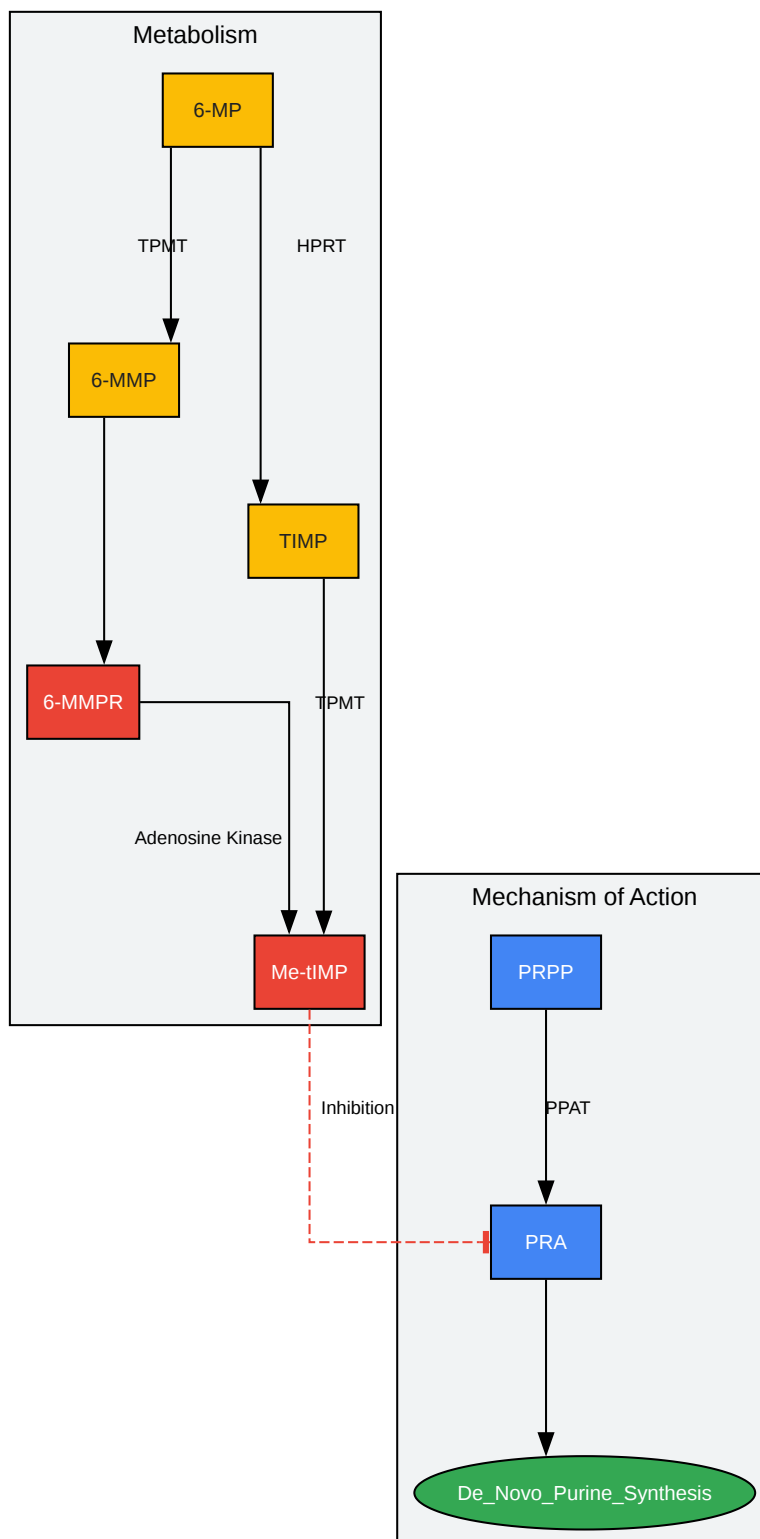 Metabolism
6-MP
TPMT
HPRT
6-MMP
TIMP
6-MMPR
TPMT
Adenosine Kinase
Mechanism of Action
Me-tIMP
PRPP
Inhibition
PPAT
PRA
De_Novo_Purine_Synthesis